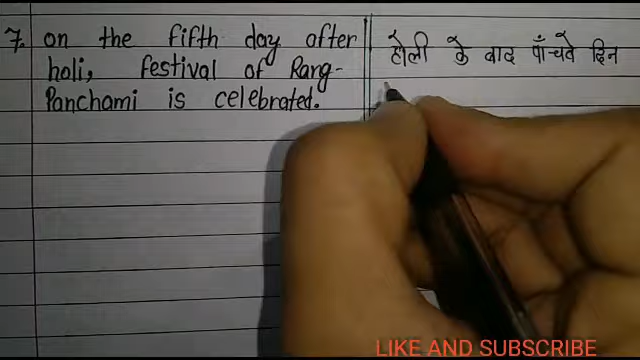 7. on the fifth day after
holi, festival of Rang-
Panchami is celebrated.
होली के बाद पाँचवे दिन
LIKE AND SUBSCRIBE